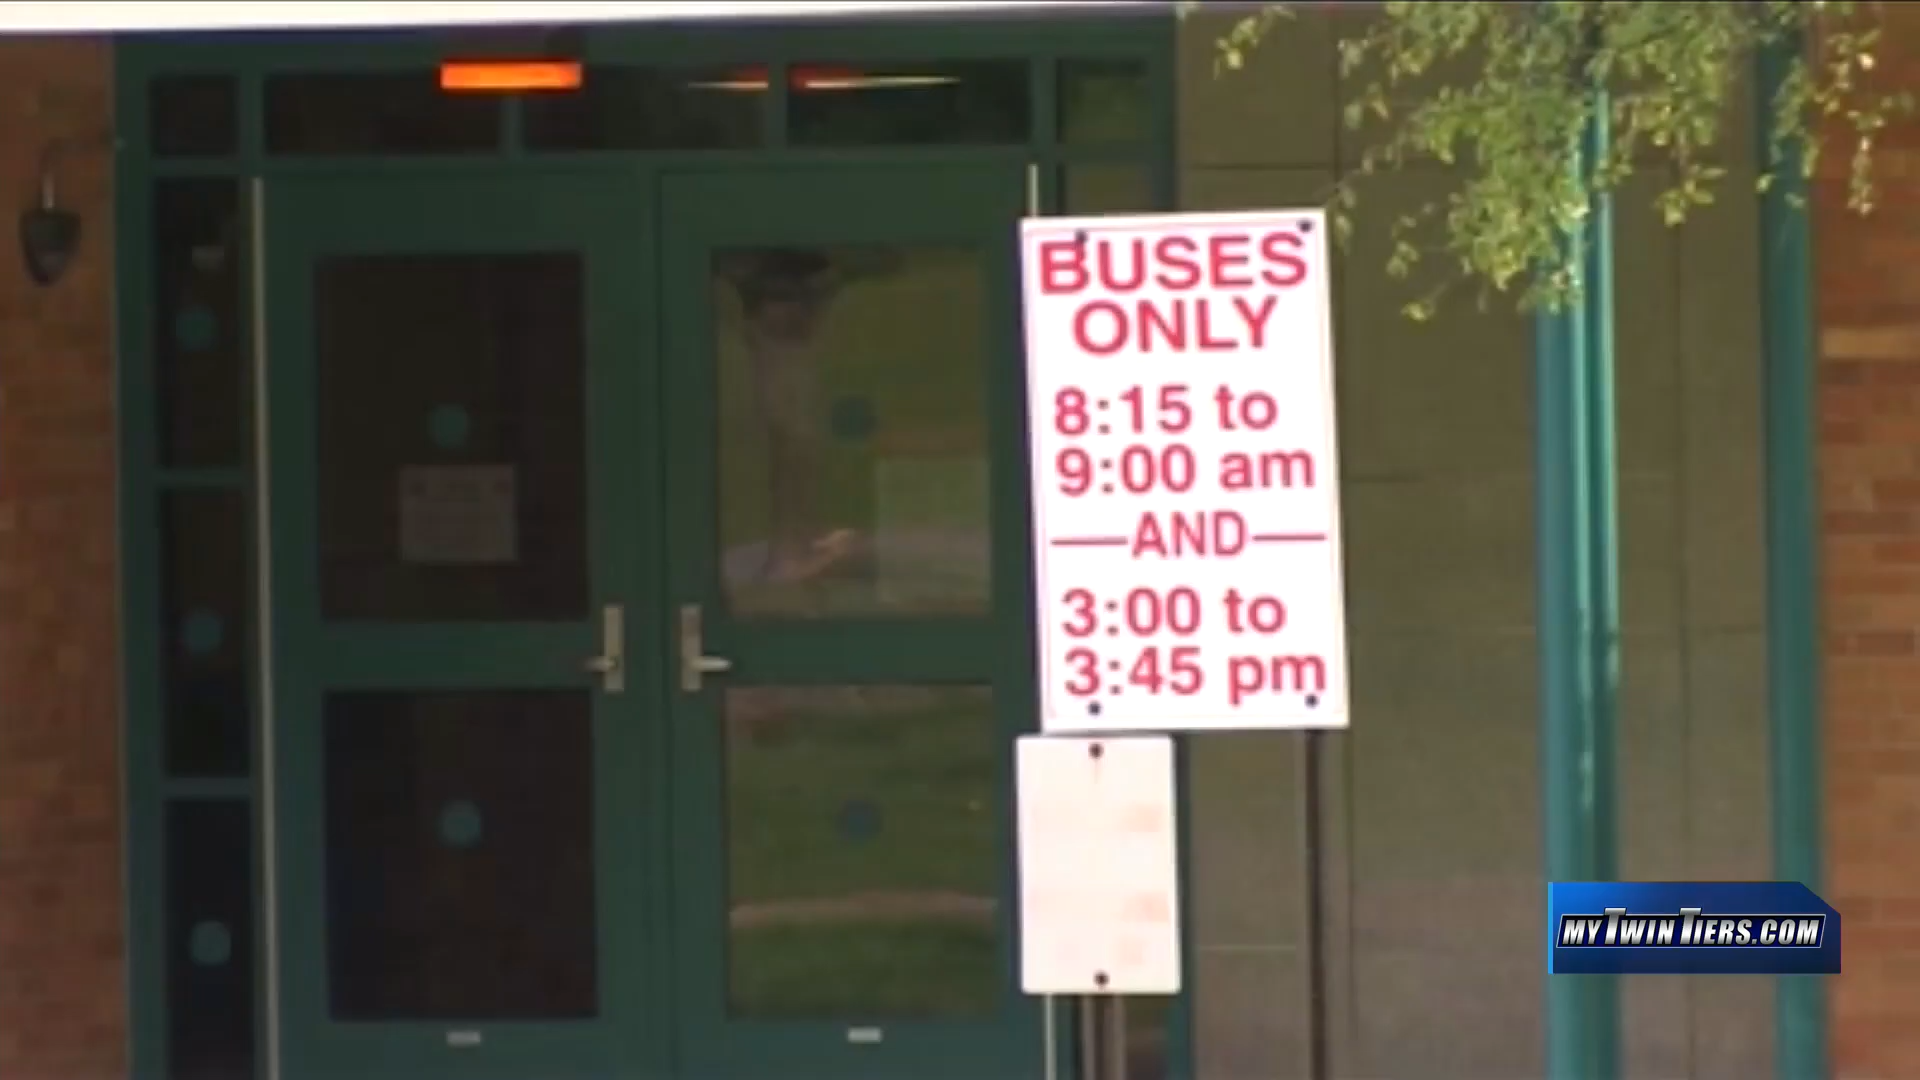 BUSES
ONLY
8:15 to
9:00 am
AND
3:00 to
3:45 pm
MYTWINTIERS.COM